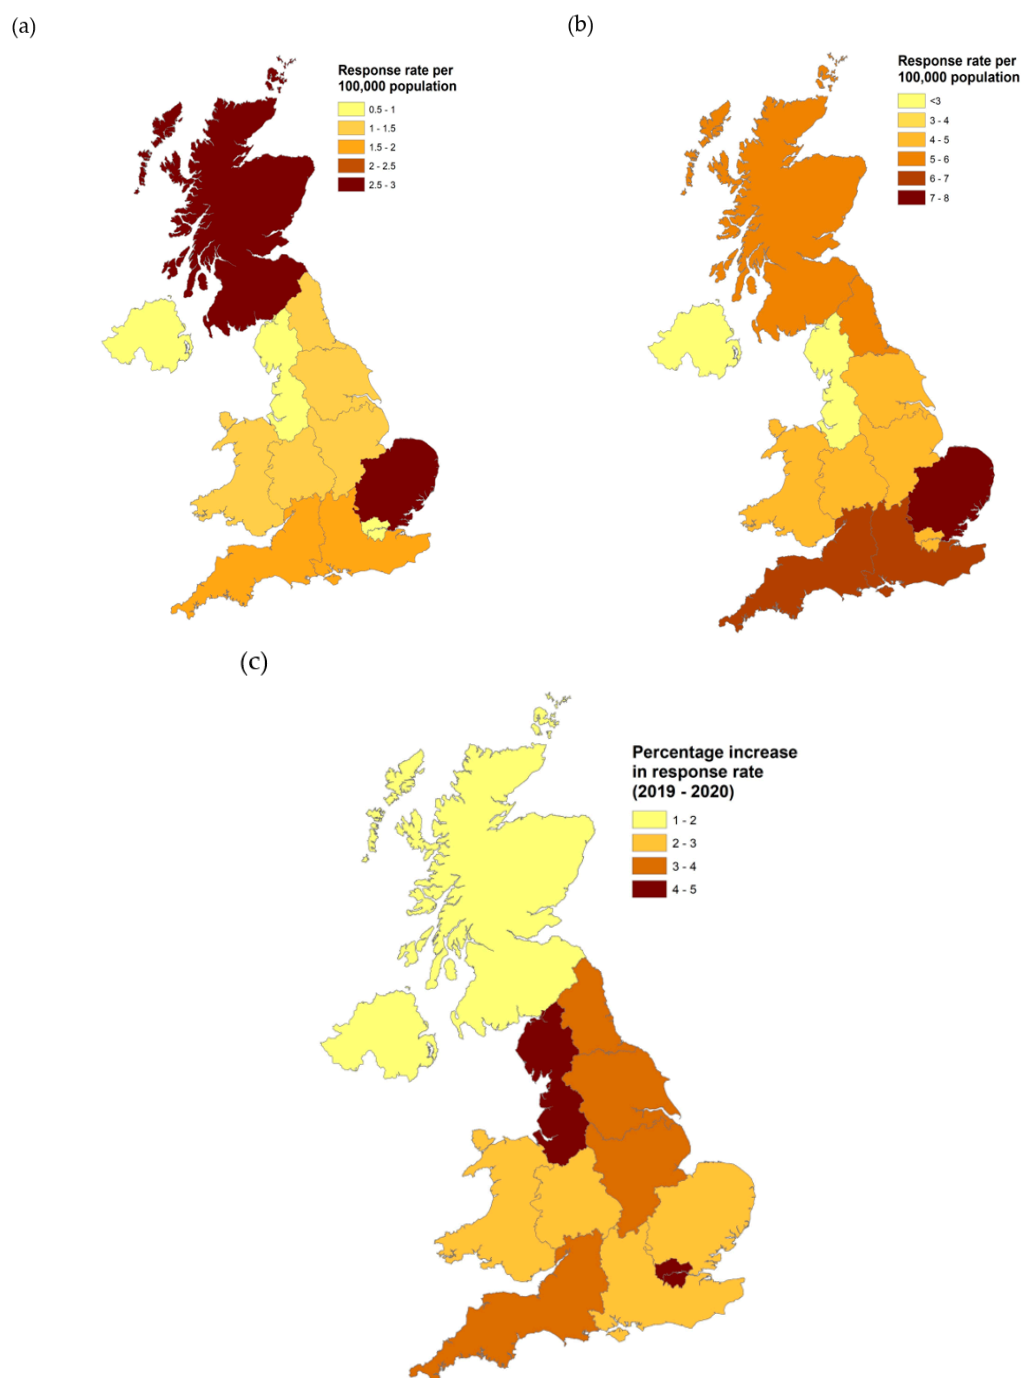 (a)
Response rate per
100,000 population
0.5 - 1
1 - 1.5
1.5 - 2
2 - 2.5
2.5 - 3
(b)
Response rate per
100,000 population
<3
3 - 4
4 - 5
5 - 6
6 - 7
7 - 8
(c)
Percentage increase
in response rate
(2019 - 2020)
1 - 2
2 - 3
3 - 4
4 - 5